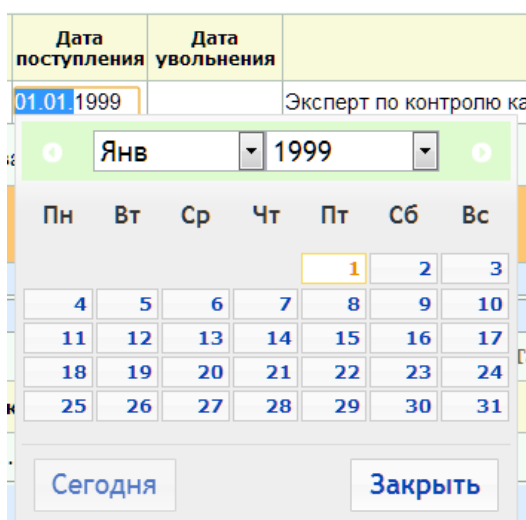 Дата поступления
Дата увольнения
01.01.1999
Эксперт по контролю ка
Янв 1999
Пн Вт Ср Чт Пт Сб Вс
1 2 3
4 5 6 7 8 9 10
11 12 13 14 15 16 17
18 19 20 21 22 23 24
25 26 27 28 29 30 31
Сегодня Закрыть